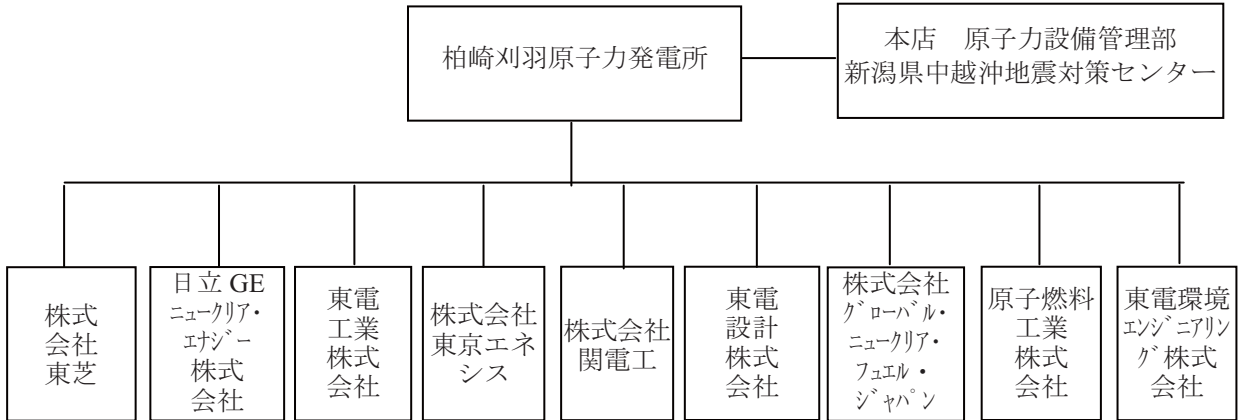 柏崎刈羽原子力発電所
本店　原子力設備管理部
新潟県中越沖地震対策センター
株式
会社
東芝
日立 GE
ﾆｭｰｸﾘｱ・
ｴﾅｼﾞｰ
株式
会社
東電
工業
株式
会社
株式会社
東京エネ
シス
株式会社
関電工
東電
設計
株式
会社
株式会社
ｸﾞﾛｰﾊﾞﾙ・
ﾆｭｰｸﾘｱ・
ﾌｭｴﾙ・
ｼﾞｬﾊﾟﾝ
原子燃料
工業
株式
会社
東電環境
ｴﾝｼﾞﾆｱﾘﾝ
ｸﾞ株式
会社